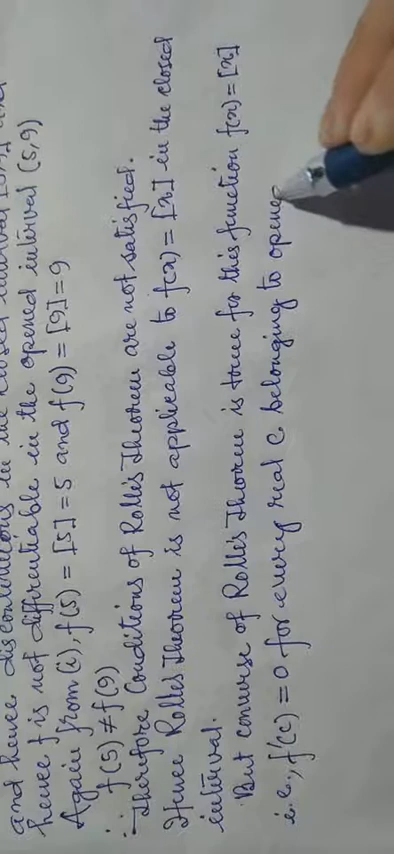 and hence discontinuous in the closed interval
hence f is not differentiable in the opened interval (5,9)
Again from (i), f(5) = [5] = 5 and f(9) = [9] = 9
∴ f(5) ≠ f(9)
Therefore Conditions of Rolle's Theorem are not satisfied.
Hence Rolle's Theorem is not applicable to f(x) = [x] in the closed
interval.
But converse of Rolle's Theorem is true for this function f(x) = [x]
i.e., f'(c) = 0 for every real c belonging to opene